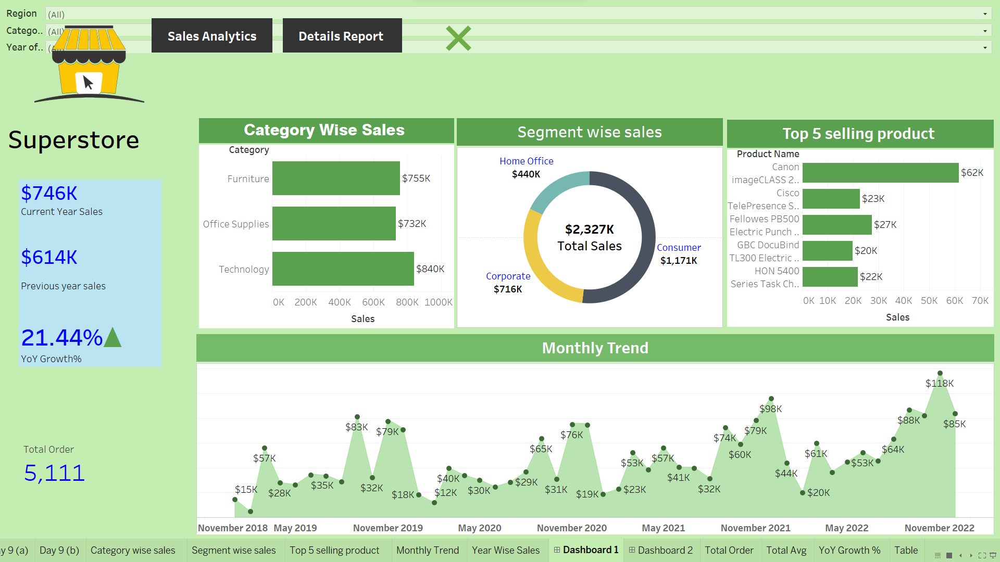 Region
(All)
Catego..
(All)
Year of..
Sales Analytics
Details Report
Superstore
$746K
Current Year Sales
$614K
Previous year sales
21.44%
YoY Growth%
Total Order
5,111
Category Wise Sales
Category
Furniture
$755K
Office Supplies
$732K
Technology
$840K
0K 200K 400K 600K 800K 1000K
Sales
Segment wise sales
Home Office
$440K
$2,327K
Total Sales
Consumer
$1,171K
Corporate
$716K
Top 5 selling product
Product Name
Canon
imageCLASS 2..
$62K
Cisco
TelePresence S..
$23K
Fellowes PB500
Electric Punch ..
$27K
GBC DocuBind
TL300 Electric ..
$20K
HON 5400
Series Task Ch..
$22K
0K 10K 20K 30K 40K 50K 60K 70K
Sales
Monthly Trend
$15K
$57K
$28K
$35K
$83K
$32K
$79K
$18K
$12K
$40K
$30K
$29K
$65K
$31K
$76K
$19K
$23K
$53K
$57K
$41K
$32K
$74K
$60K
$79K
$98K
$44K
$20K
$61K
$53K
$64K
$88K
$118K
$85K
November 2018 May 2019 November 2019 May 2020 November 2020 May 2021 November 2021 May 2022 November 2022
y 9 (a) Day 9 (b) Category wise sales Segment wise sales Top 5 selling product Monthly Trend Year Wise Sales Dashboard 1 Dashboard 2 Total Order Total Avg YoY Growth % Table